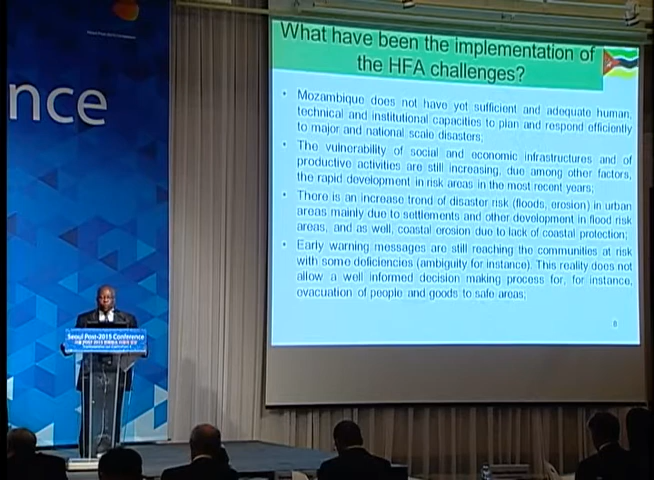 nce
What have been the implementation of
the HFA challenges?
• Mozambique does not have yet sufficient and adequate human,
technical and institutional capacities to plan and respond efficiently
to major and national scale disasters;
• The vulnerability of social and economic infrastructures and of
productive activities are still increasing, due among other factors,
the rapid development in risk areas in the most recent years;
• There is an increase trend of disaster risk (floods, erosion) in urban
areas mainly due to settlements and other development in flood risk
areas, and as well, coastal erosion due to lack of coastal protection;
• Early warning messages are still reaching the communities at risk
with some deficiencies (ambiguity for instance). This reality does not
allow a well informed decision making process for, for instance,
evacuation of people and goods to safe areas;
8
Seoul Post-2015 Conference